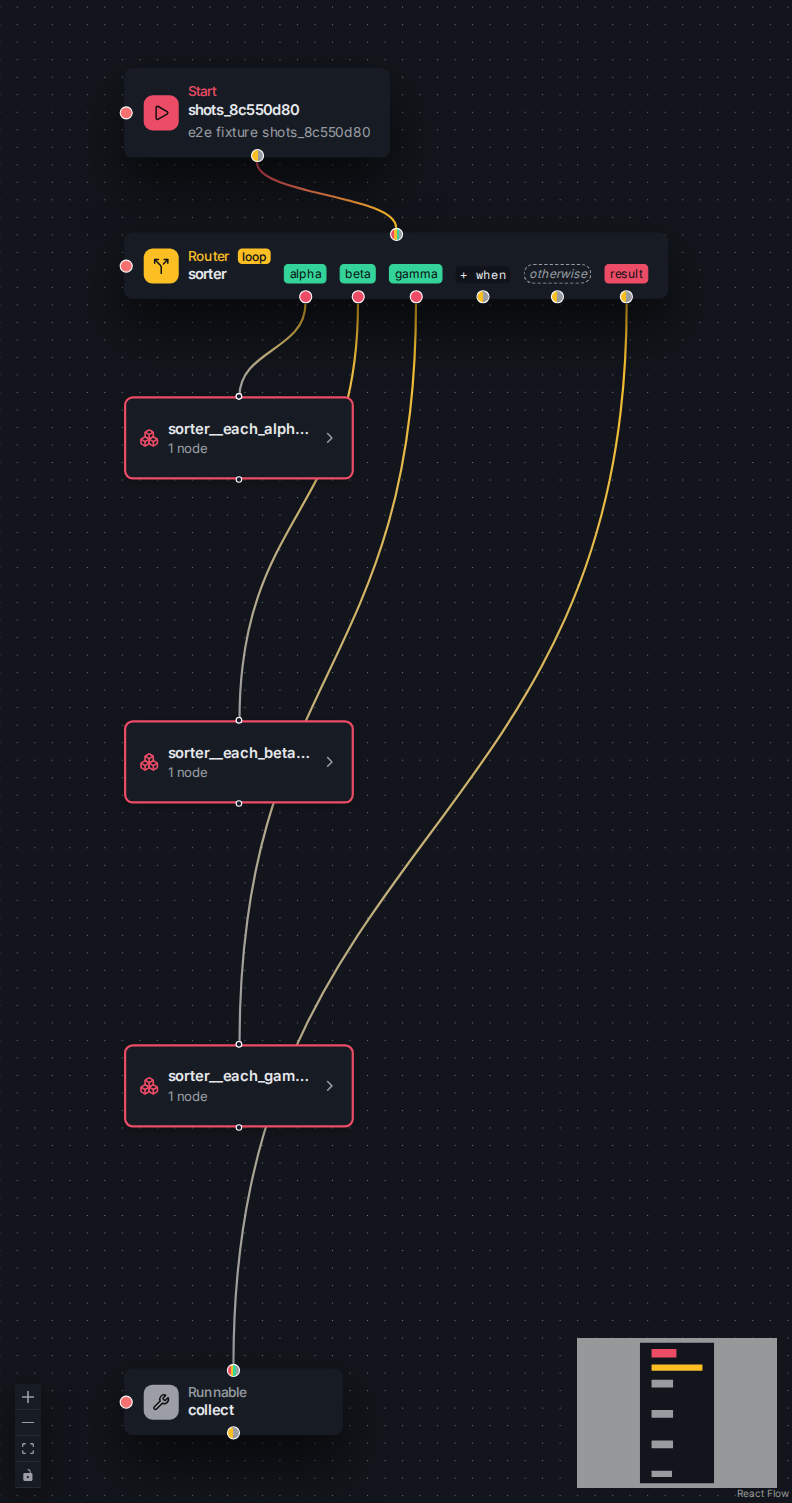 Start
shots_8c550d80
e2e fixture shots_8c550d80
Router loop
sorter
alpha beta gamma + when otherwise result
sorter__each_alph...
1 node
sorter__each_beta...
1 node
sorter__each_gam...
1 node
Runnable
collect
React Flow